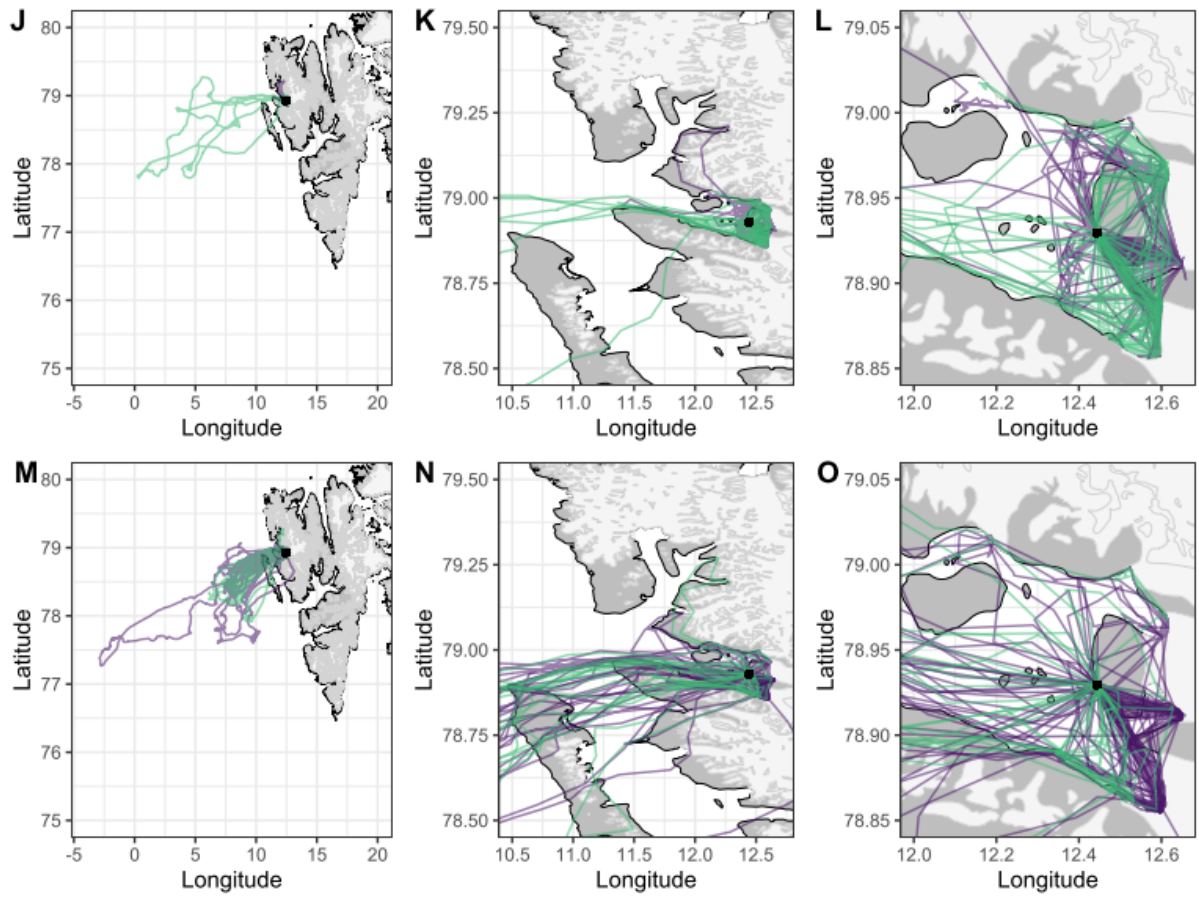 J
80
79
78
77
76
75
Latitude
-5 0 5 10 15 20
Longitude
K
79.50
79.25
79.00
78.75
78.50
Latitude
10.5 11.0 11.5 12.0 12.5
Longitude
L
79.05
79.00
78.95
78.90
78.85
Latitude
12.0 12.2 12.4 12.6
Longitude
M
80
79
78
77
76
75
Latitude
-5 0 5 10 15 20
Longitude
N
79.50
79.25
79.00
78.75
78.50
Latitude
10.5 11.0 11.5 12.0 12.5
Longitude
O
79.05
79.00
78.95
78.90
78.85
Latitude
12.0 12.2 12.4 12.6
Longitude